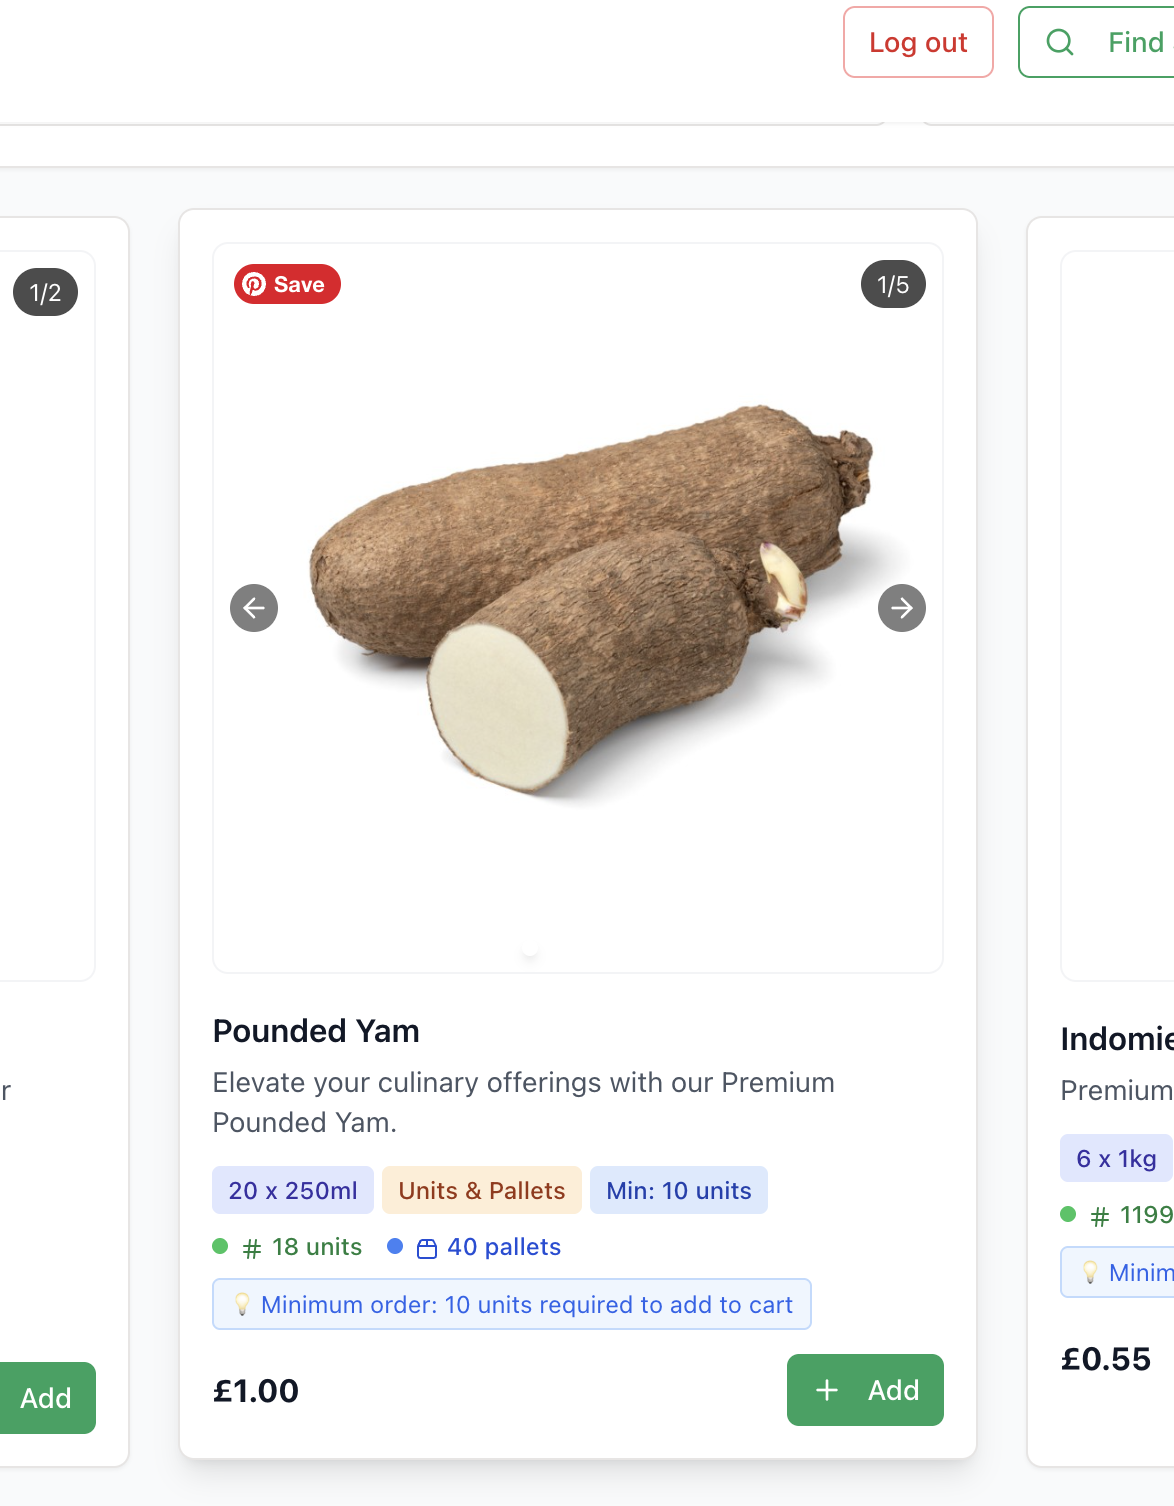 Log out
Find
1/2
Save
1/5
Pounded Yam
Elevate your culinary offerings with our Premium
Pounded Yam.
20 x 250ml
Units & Pallets
Min: 10 units
# 18 units
40 pallets
Minimum order: 10 units required to add to cart
£1.00
+ Add
r
Add
Indomie
Premium
6 x 1kg
# 1199
Minim
£0.55